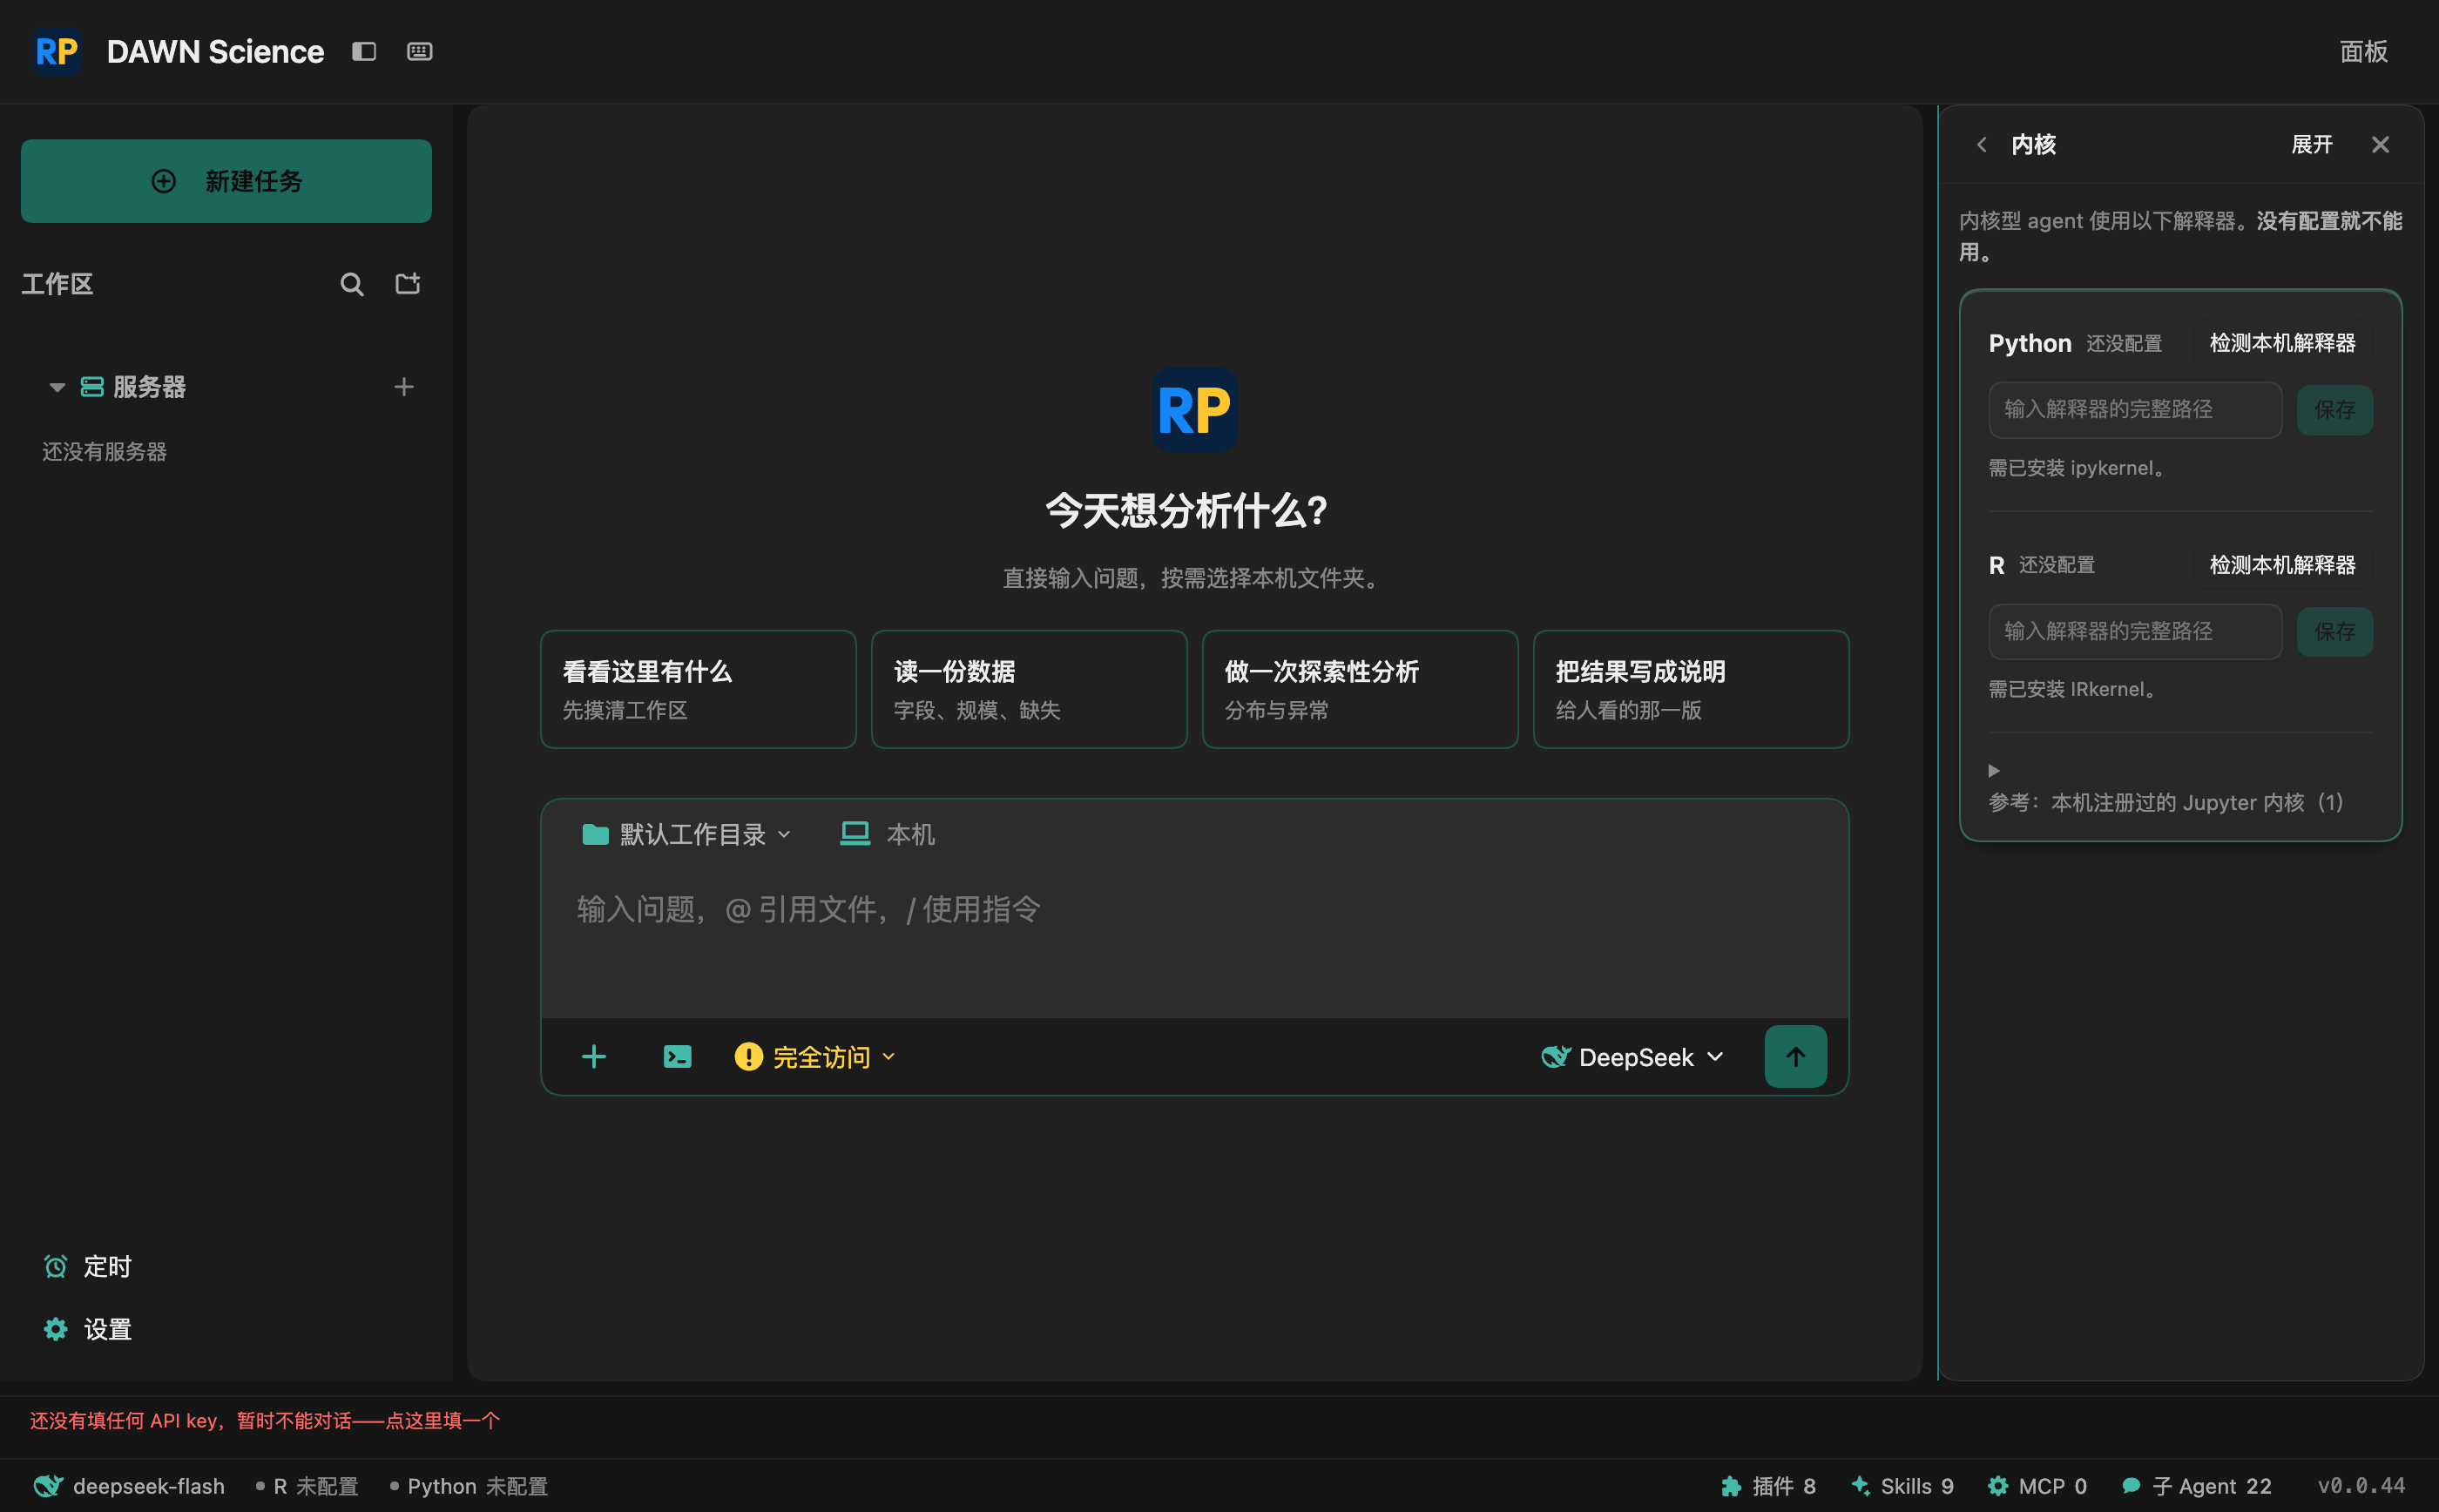 RP DAWN Science
面板
新建任务
工作区
服务器
还没有服务器
定时
设置
RP
今天想分析什么?
直接输入问题，按需选择本机文件夹。
看看这里有什么
先摸清工作区
读一份数据
字段、规模、缺失
做一次探索性分析
分布与异常
把结果写成说明
给人看的那一版
默认工作目录 本机
输入问题，@ 引用文件，/ 使用指令
完全访问
DeepSeek
内核
展开
内核型 agent 使用以下解释器。没有配置就不能
用。
Python 还没配置 检测本机解释器
输入解释器的完整路径 保存
需已安装 ipykernel。
R 还没配置 检测本机解释器
输入解释器的完整路径 保存
需已安装 IRkernel。
参考：本机注册过的 Jupyter 内核（1）
还没有填任何 API key，暂时不能对话——点这里填一个
deepseek-flash R 未配置 Python 未配置
插件 8 Skills 9 MCP 0 子 Agent 22 v0.0.44